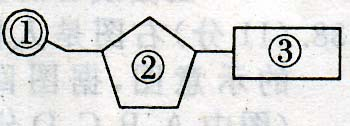 ① ② ③